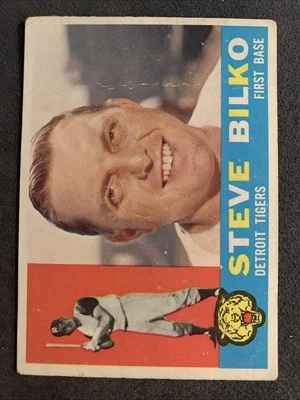 STEVE BILKO
DETROIT TIGERS
FIRST BASE